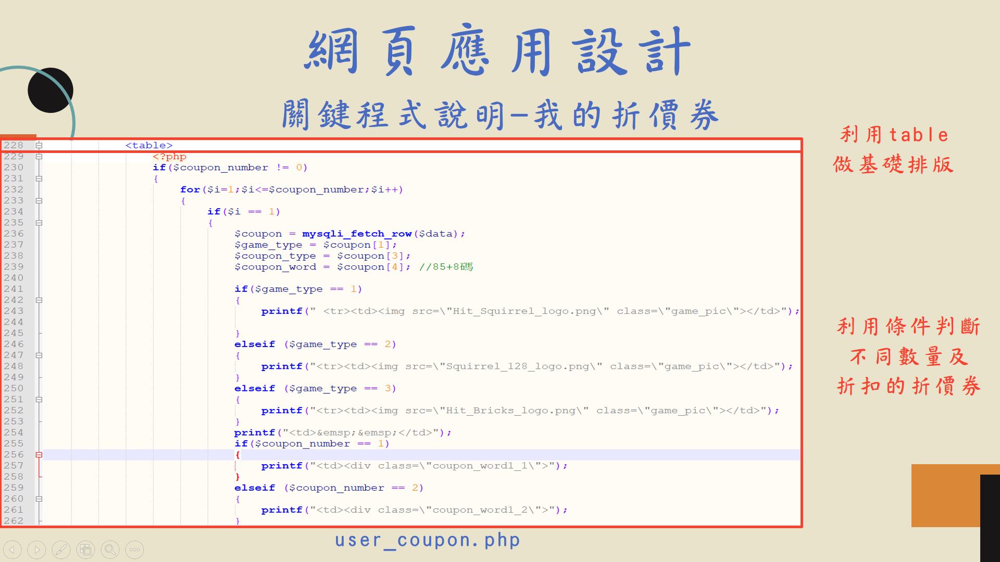 網頁應用設計
關鍵程式說明-我的折價券
利用table
做基礎排版
228 <table>
229 <?php
230 if($coupon_number != 0)
231 {
232 for($i=1;$i<=$coupon_number;$i++)
233 {
234 if($i == 1)
235 {
236 $coupon = mysqli_fetch_row($data);
237 $game_type = $coupon[1];
238 $coupon_type = $coupon[3];
239 $coupon_word = $coupon[4]; //85+8碼
240
241 if($game_type == 1)
242 {
243 printf(" <tr><td><img src=\"Hit_Squirrel_logo.png\" class=\"game_pic\"></td>");
244
245 }
246 elseif ($game_type == 2)
247 {
248 printf("<tr><td><img src=\"Squirrel_128_logo.png\" class=\"game_pic\"></td>");
249 }
250 elseif ($game_type == 3)
251 {
252 printf("<tr><td><img src=\"Hit_Bricks_logo.png\" class=\"game_pic\"></td>");
253 }
254 printf("<td>&emsp;&emsp;</td>");
255 if($coupon_number == 1)
256 {
257 printf("<td><div class=\"coupon_word1_1\">");
258 }
259 elseif ($coupon_number == 2)
260 {
261 printf("<td><div class=\"coupon_word1_2\">");
262 }
利用條件判斷
不同數量及
折扣的折價券
user_coupon.php